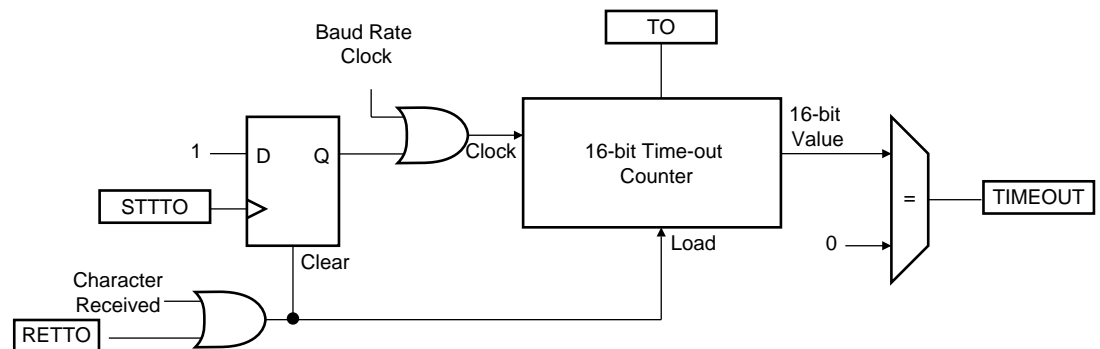 TO
Baud Rate
Clock
1
D
Q
Clock
16-bit Time-out
Counter
16-bit
Value
STTTO
=
TIMEOUT
0
Load
Clear
Character
Received
RETTO